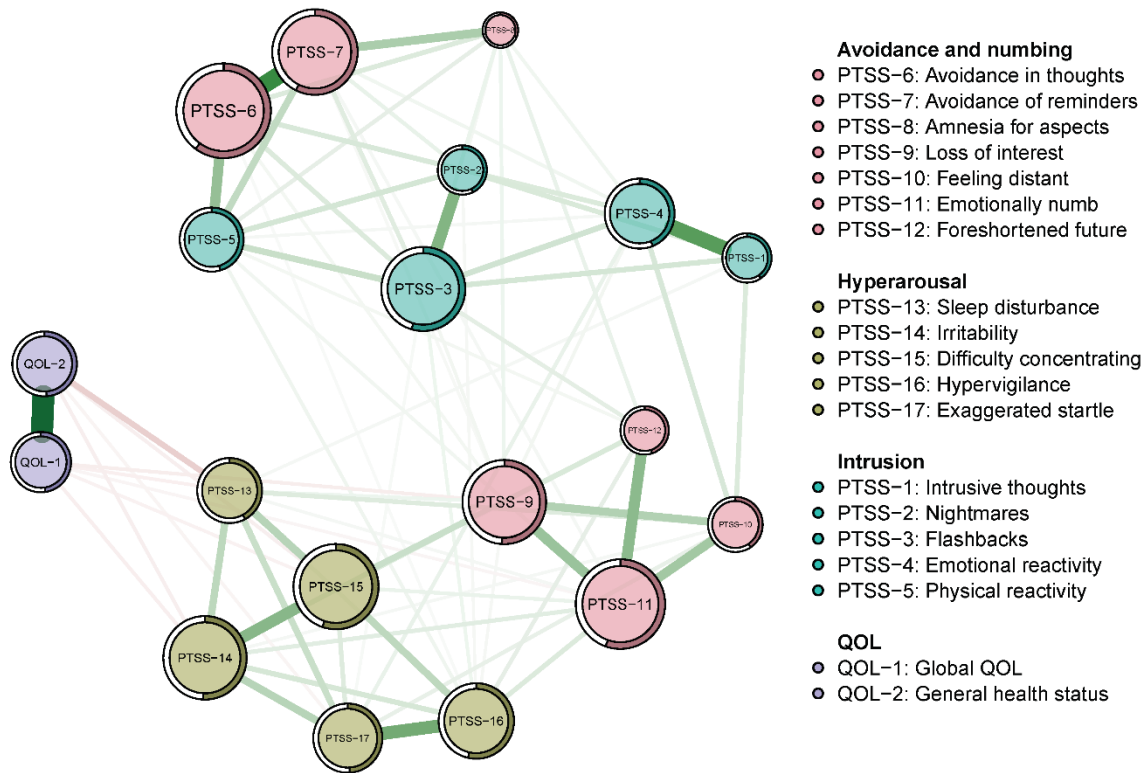 PTSS−8
PTSS−7
PTSS−6
PTSS−2
PTSS−4
PTSS−5
PTSS−1
PTSS−3
QOL−2
PTSS−12
QOL−1
PTSS−13
PTSS−9
PTSS−10
PTSS−15
PTSS−11
PTSS−14
PTSS−16
PTSS−17
Avoidance and numbing
PTSS−6: Avoidance in thoughts
PTSS−7: Avoidance of reminders
PTSS−8: Amnesia for aspects
PTSS−9: Loss of interest
PTSS−10: Feeling distant
PTSS−11: Emotionally numb
PTSS−12: Foreshortened future
Hyperarousal
PTSS−13: Sleep disturbance
PTSS−14: Irritability
PTSS−15: Difficulty concentrating
PTSS−16: Hypervigilance
PTSS−17: Exaggerated startle
Intrusion
PTSS−1: Intrusive thoughts
PTSS−2: Nightmares
PTSS−3: Flashbacks
PTSS−4: Emotional reactivity
PTSS−5: Physical reactivity
QOL
QOL−1: Global QOL
QOL−2: General health status